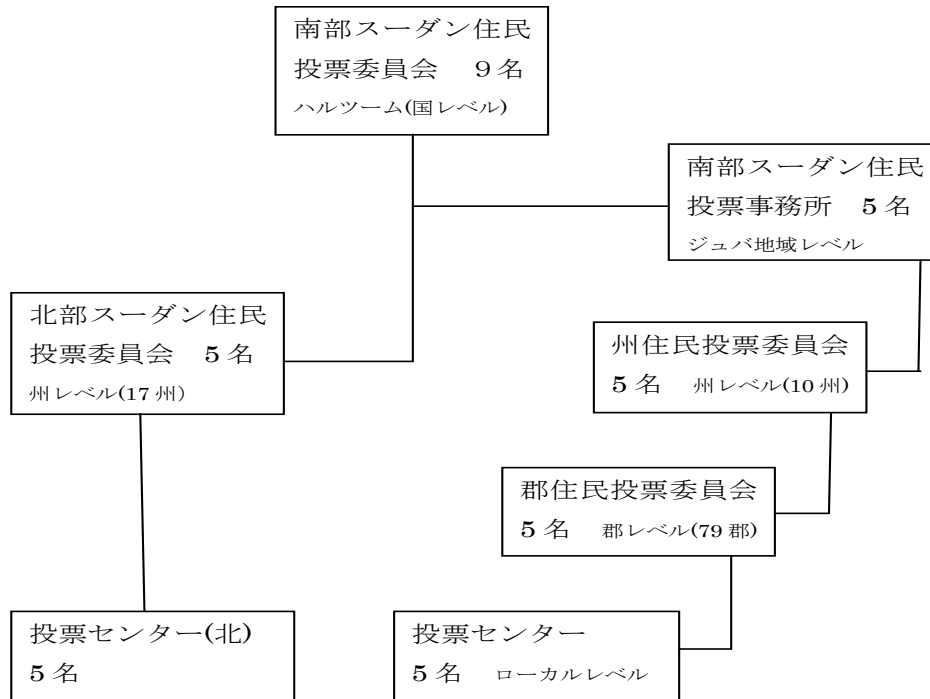 南部スーダン住民
投票委員会　9名
ハルツーム(国レベル)
南部スーダン住民
投票事務所　5名
ジュバ地域レベル
北部スーダン住民
投票委員会　5名
州レベル(17州)
州住民投票委員会
5名　州レベル(10州)
郡住民投票委員会
5名　郡レベル(79郡)
投票センター(北)
5名
投票センター
5名　ローカルレベル